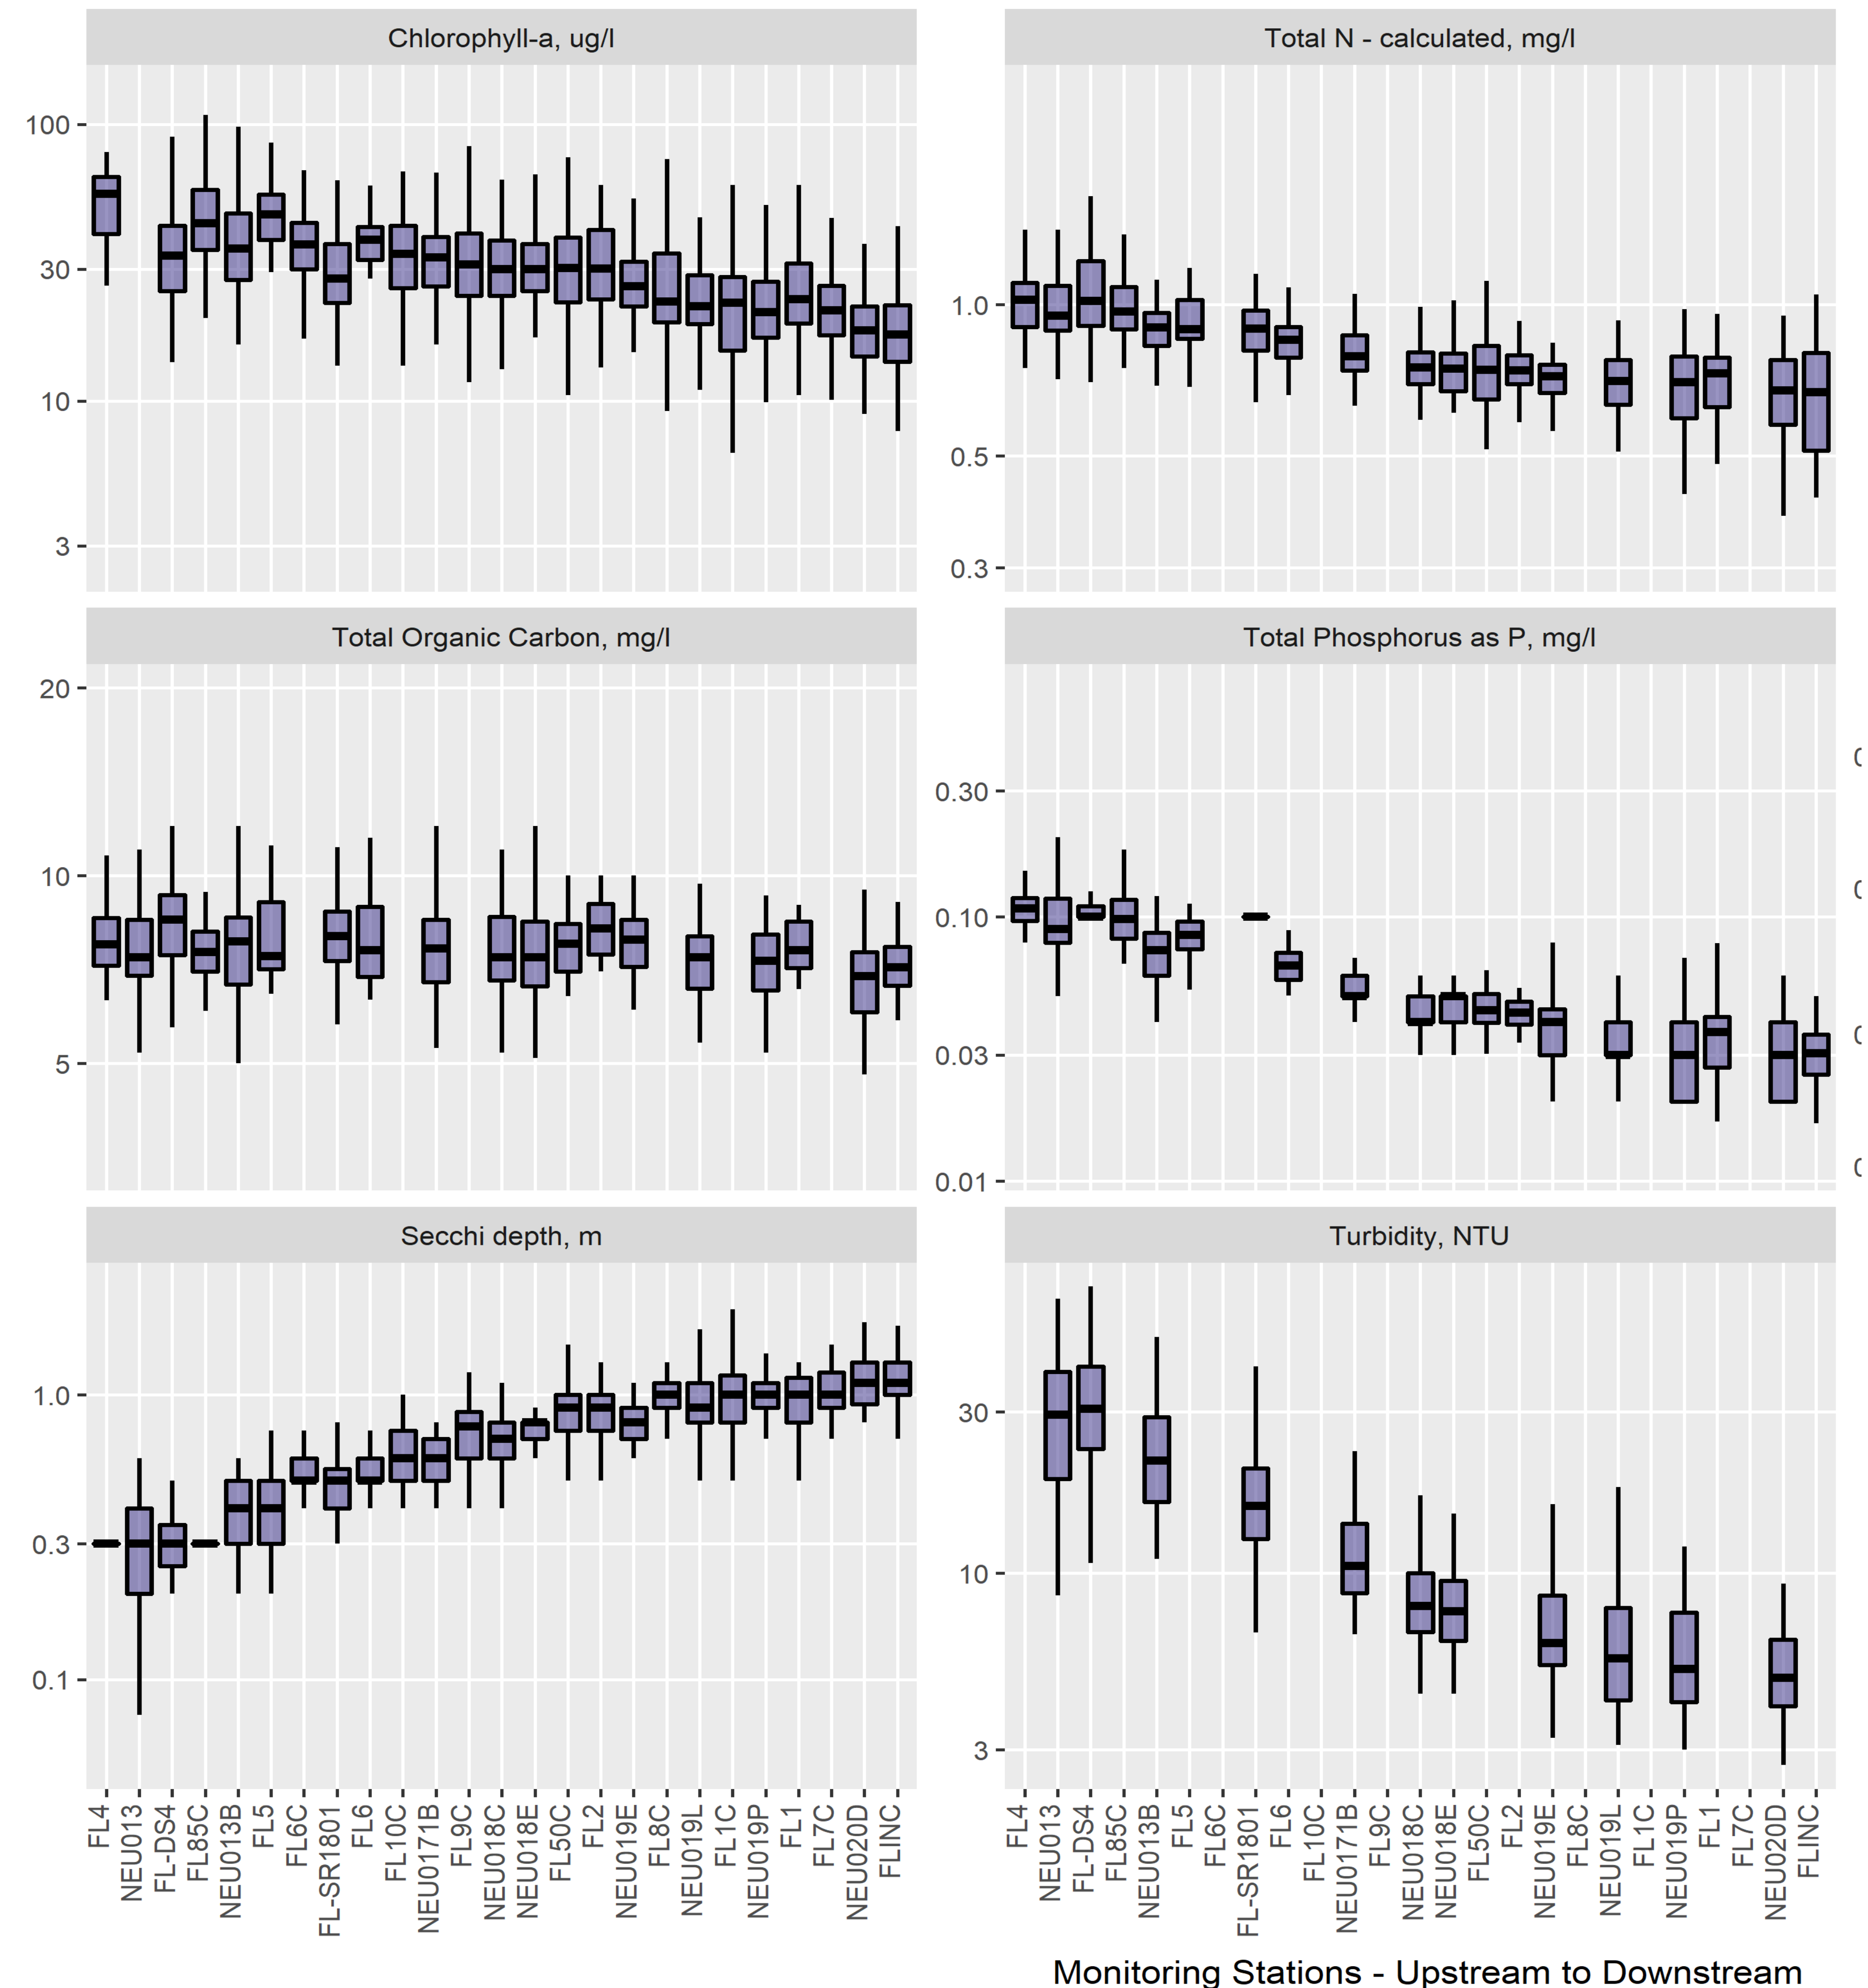 Chlorophyll-a, ug/l
100
30
10
3
Total N - calculated, mg/l
1.0
0.5
0.3
Total Organic Carbon, mg/l
20
10
5
Total Phosphorus as P, mg/l
0.30
0.10
0.03
0.01
Secchi depth, m
1.0
0.3
0.1
Turbidity, NTU
30
10
3
FL4
NEU013
FL-DS4
FL85C
NEU013B
FL5
FL6C
FL-SR1801
FL6
FL10C
NEU0171B
FL9C
NEU018C
NEU018E
FL50C
FL2
NEU019E
FL8C
NEU019L
FL1C
NEU019P
FL1
FL7C
NEU020D
FLINC
FL4
NEU013
FL-DS4
FL85C
NEU013B
FL5
FL6C
FL-SR1801
FL6
FL10C
NEU0171B
FL9C
NEU018C
NEU018E
FL50C
FL2
NEU019E
FL8C
NEU019L
FL1C
NEU019P
FL1
FL7C
NEU020D
FLINC
Monitoring Stations - Upstream to Downstream